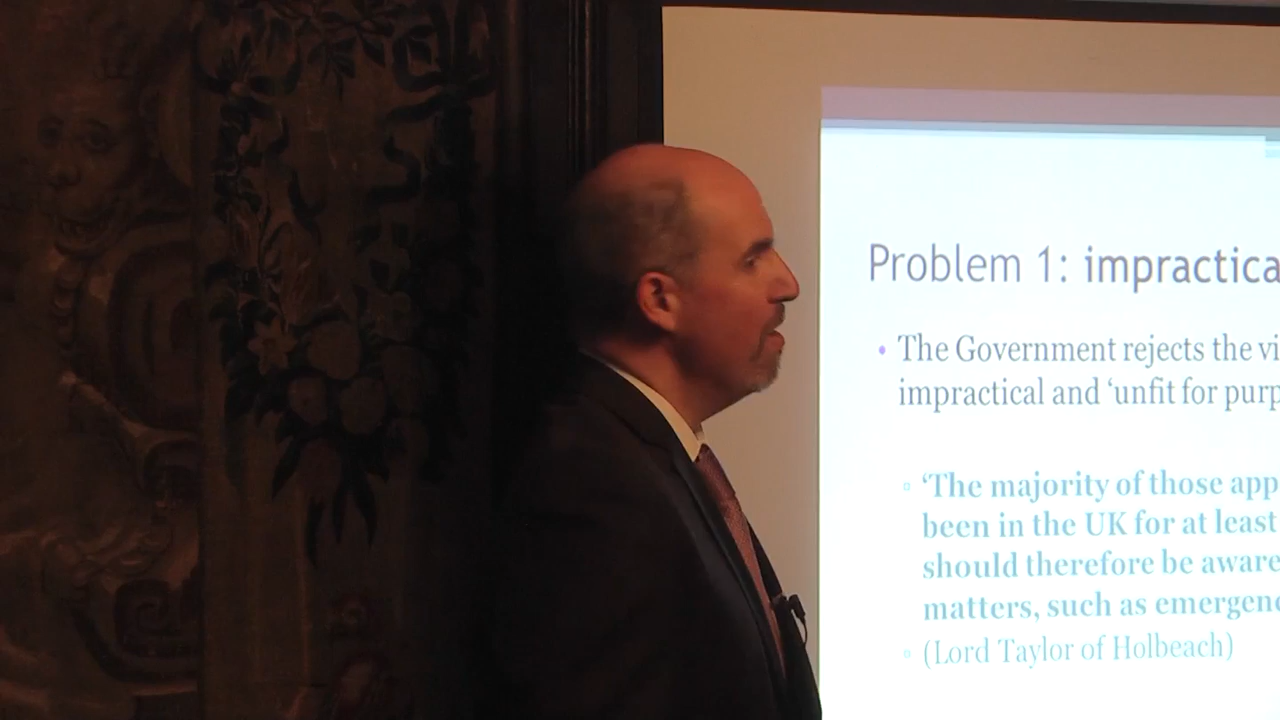 Problem 1: impractica
• The Government rejects the vi
impractical and ‘unfit for purp
▫ ‘The majority of those app
been in the UK for at least
should therefore be aware
matters, such as emergenc
▫ (Lord Taylor of Holbeach)